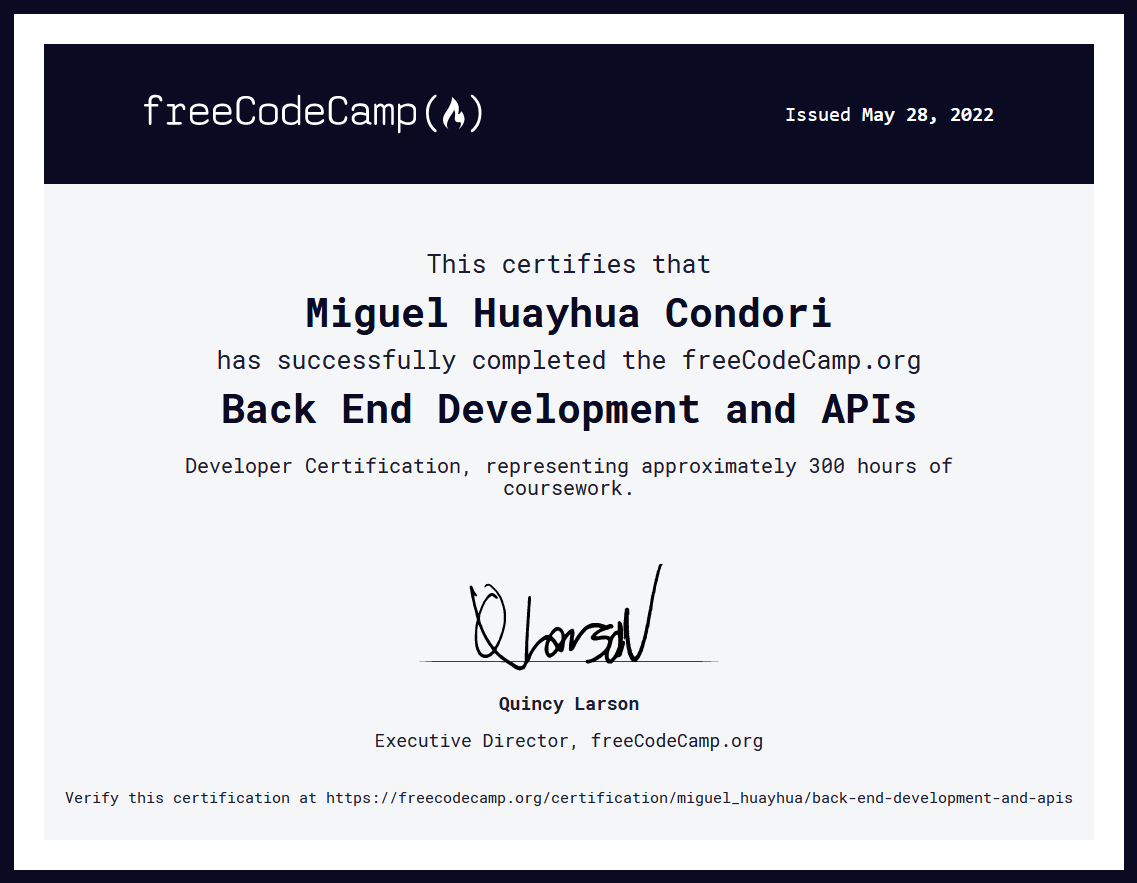 freeCodeCamp(🔥)
Issued May 28, 2022
This certifies that
Miguel Huayhua Condori
has successfully completed the freeCodeCamp.org
Back End Development and APIs
Developer Certification, representing approximately 300 hours of
coursework.
Q Larson
Quincy Larson
Executive Director, freeCodeCamp.org
Verify this certification at https://freecodecamp.org/certification/miguel_huayhua/back-end-development-and-apis